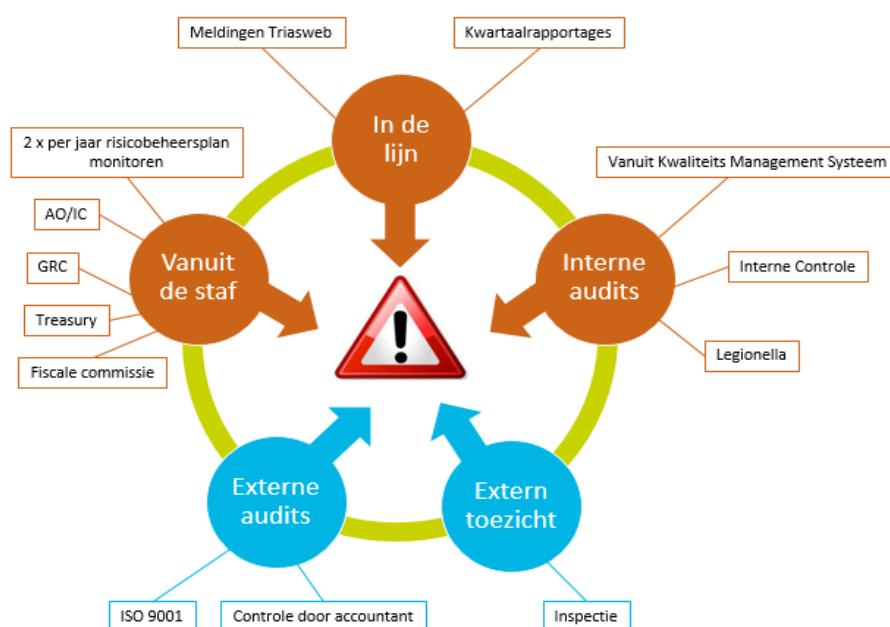 Meldingen Triasweb
Kwartaalrapportages
In de
lijn
2 x per jaar risicobeheersplan
monitoren
Vanuit Kwaliteits Management Systeem
AO/IC
GRC
Vanuit
de staf
Interne
audits
Interne Controle
Treasury
Legionella
Fiscale commissie
Externe
audits
Extern
toezicht
ISO 9001
Controle door accountant
Inspectie